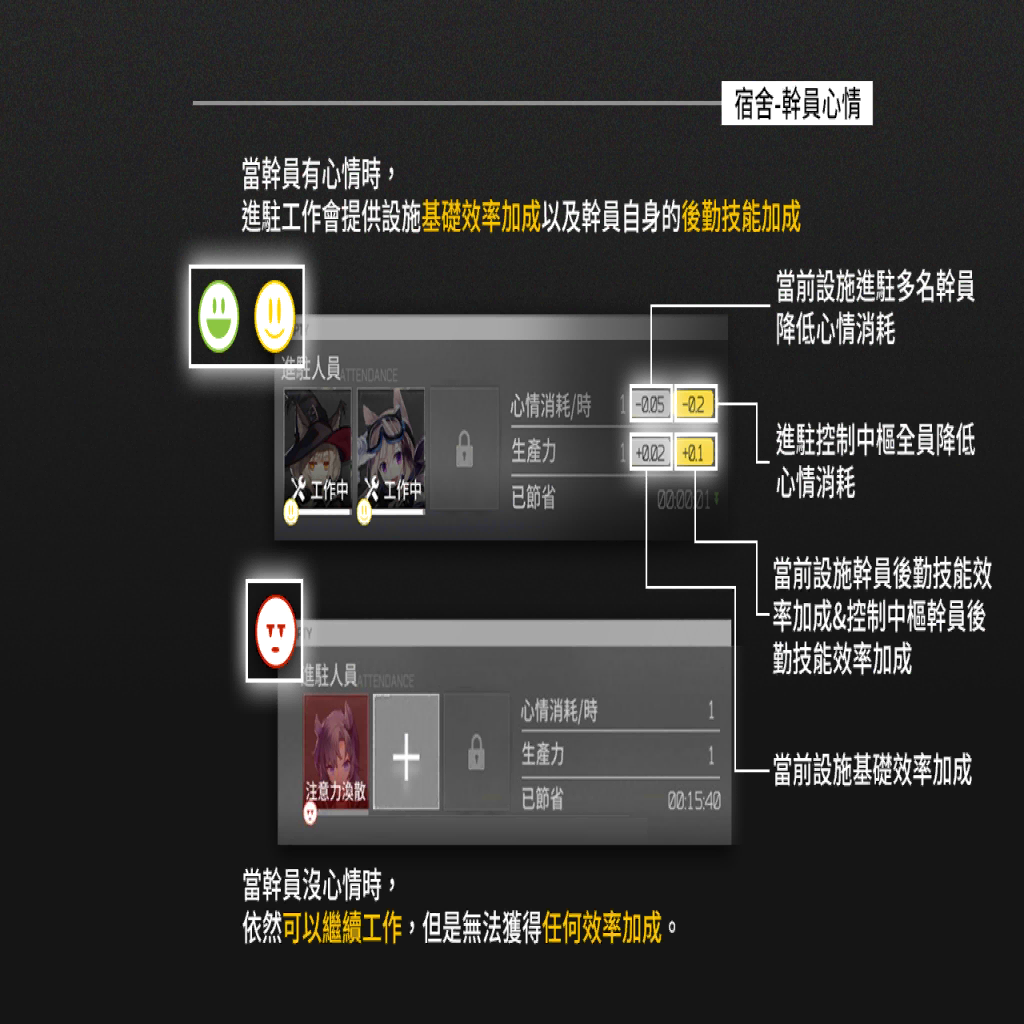 宿舍-幹員心情
當幹員有心情時，
進駐工作會提供設施基礎效率加成以及幹員自身的後勤技能加成
當前設施進駐多名幹員
降低心情消耗
進駐人員
ATTENDANCE
心情消耗/時 1 -0.05 -0.2
生產力 1 +0.02 +0.1
已節省 00:00:01
工作中
工作中
進駐控制中樞全員降低
心情消耗
當前設施幹員後勤技能效
率加成&控制中樞幹員後
勤技能效率加成
當前設施基礎效率加成
進駐人員
ATTENDANCE
心情消耗/時 1
生產力 1
已節省 00:15:40
注意力渙散
當幹員沒心情時，
依然可以繼續工作，但是無法獲得任何效率加成。